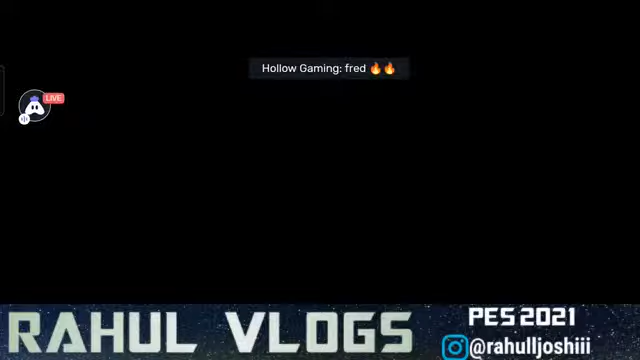 Hollow Gaming: fred 🔥🔥
LIVE
RAHUL VLOGS
PES 2021
@rahulljoshiii